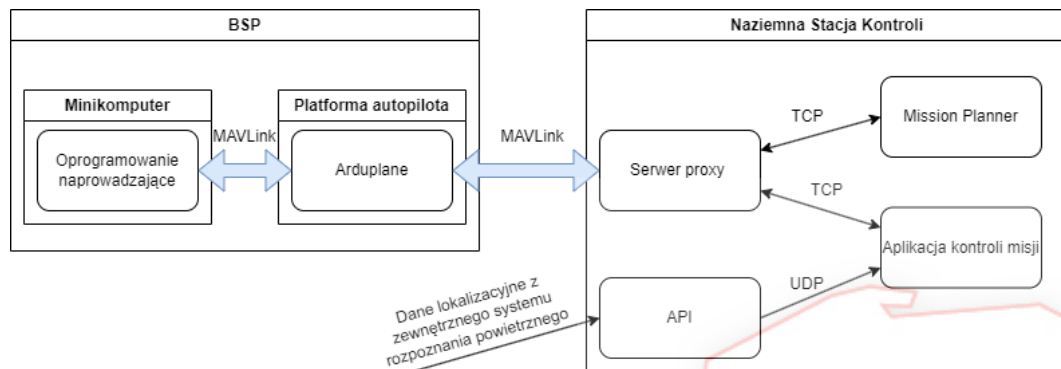 BSP
Naziemna Stacja Kontroli
Minikomputer
Platforma autopilota
MAVLink
MAVLink
Oprogramowanie
naprowadzające
Arduplane
Serwer proxy
TCP
Mission Planner
TCP
Aplikacja kontroli misji
UDP
API
Dane lokalizacyjne z
zewnętrznego systemu
rozpoznania powietrznego